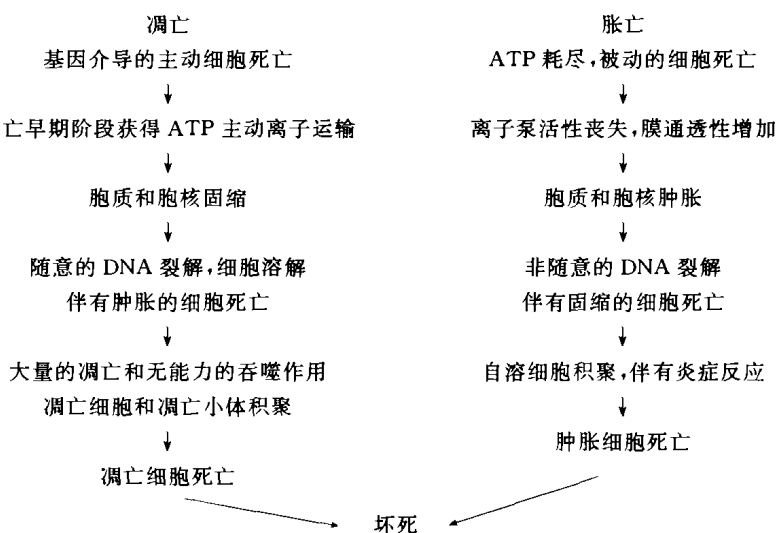 凋亡
基因介导的主动细胞死亡
亡早期阶段获得 ATP 主动离子运输
胞质和胞核固缩
随意的 DNA 裂解,细胞溶解
伴有肿胀的细胞死亡
大量的凋亡和无能力的吞噬作用
凋亡细胞和凋亡小体积聚
凋亡细胞死亡
胀亡
ATP 耗尽,被动的细胞死亡
离子泵活性丧失,膜通透性增加
胞质和胞核肿胀
非随意的 DNA 裂解
伴有固缩的细胞死亡
自溶细胞积聚,伴有炎症反应
肿胀细胞死亡
坏死